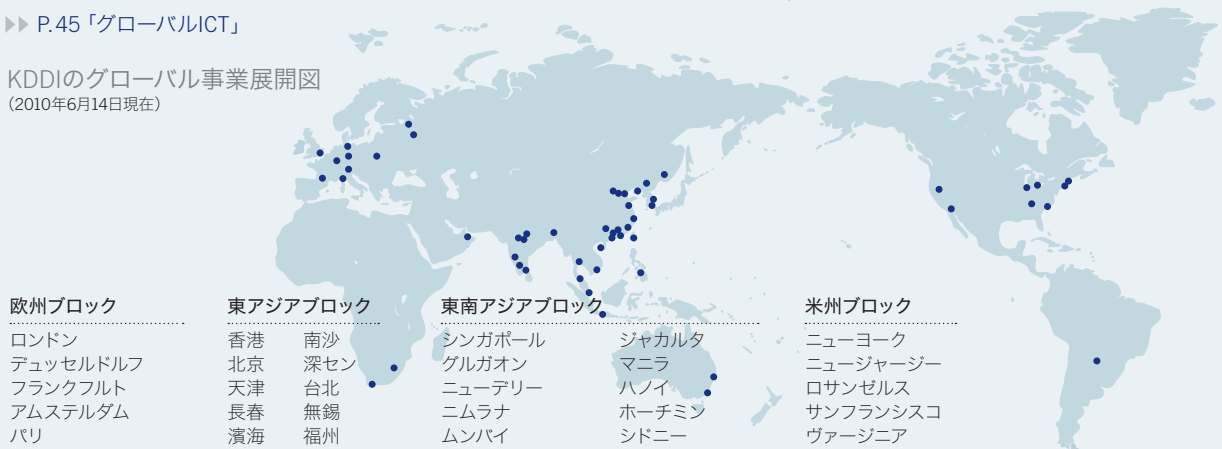 P.45「グローバルICT」
KDDIのグローバル事業展開図
（2010年6月14日現在）
欧州ブロック
ロンドン
デュッセルドルフ
フランクフルト
アムステルダム
パリ
東アジアブロック
香港 南沙
北京 深セン
天津 台北
長春 無錫
濱海 福州
東南アジアブロック
シンガポール ジャカルタ
グルガオン マニラ
ニューデリー ハノイ
ニムラナ ホーチミン
ムンバイ シドニー
米州ブロック
ニューヨーク
ニュージャージー
ロサンゼルス
サンフランシスコ
ヴァージニア